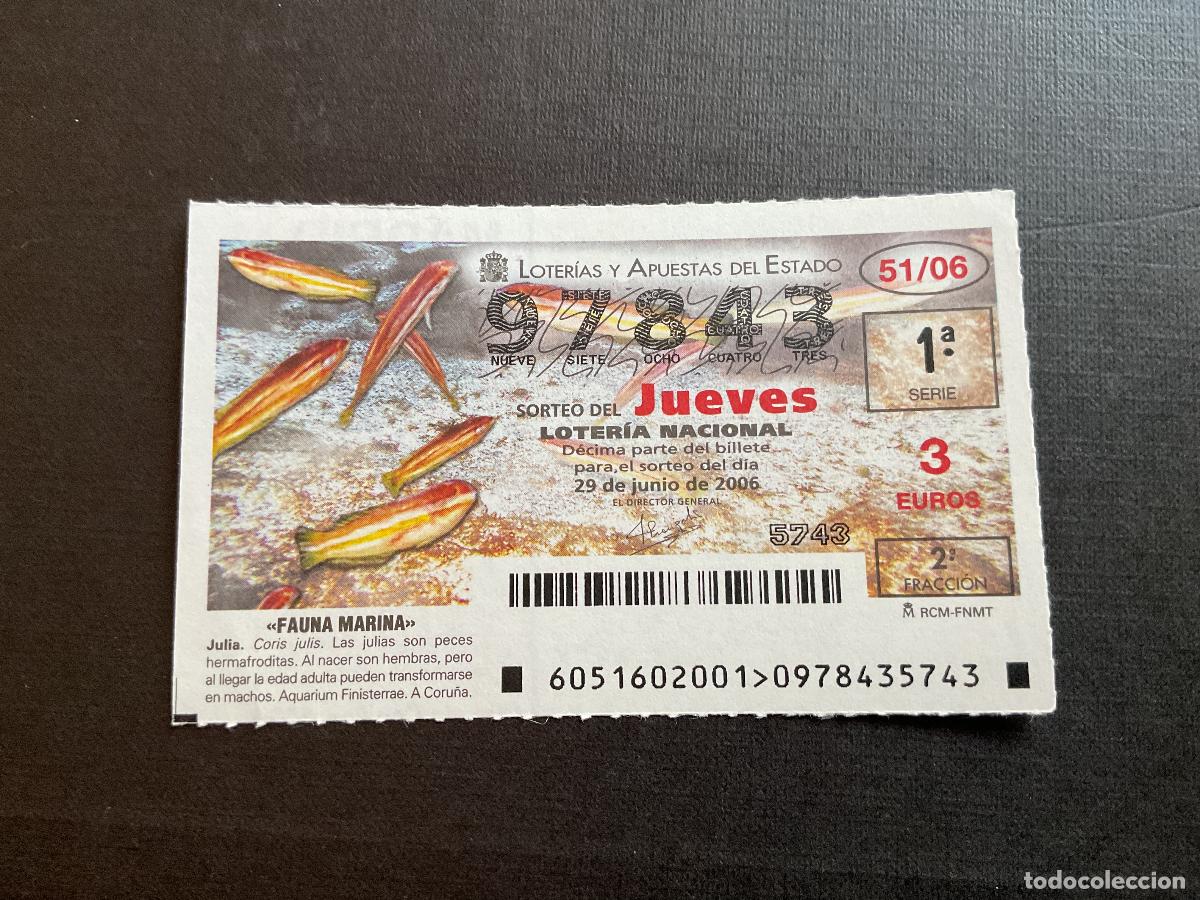 LOTERÍAS Y APUESTAS DEL ESTADO
51/06
97843
NUEVE SIETE OCHO CUATRO TRES
1ª.
SERIE
SORTEO DEL Jueves
LOTERÍA NACIONAL
Décima parte del billete
para el sorteo del día
29 de junio de 2006
EL DIRECTOR GENERAL
3
EUROS
5743
2ª
FRACCIÓN
RCM-FNMT
«FAUNA MARINA»
Julia. Coris julis. Las julias son peces
hermafroditas. Al nacer son hembras, pero
al llegar la edad adulta pueden transformarse
en machos. Aquarium Finisterrae. A Coruña.
6051602001>0978435743
todocoleccion